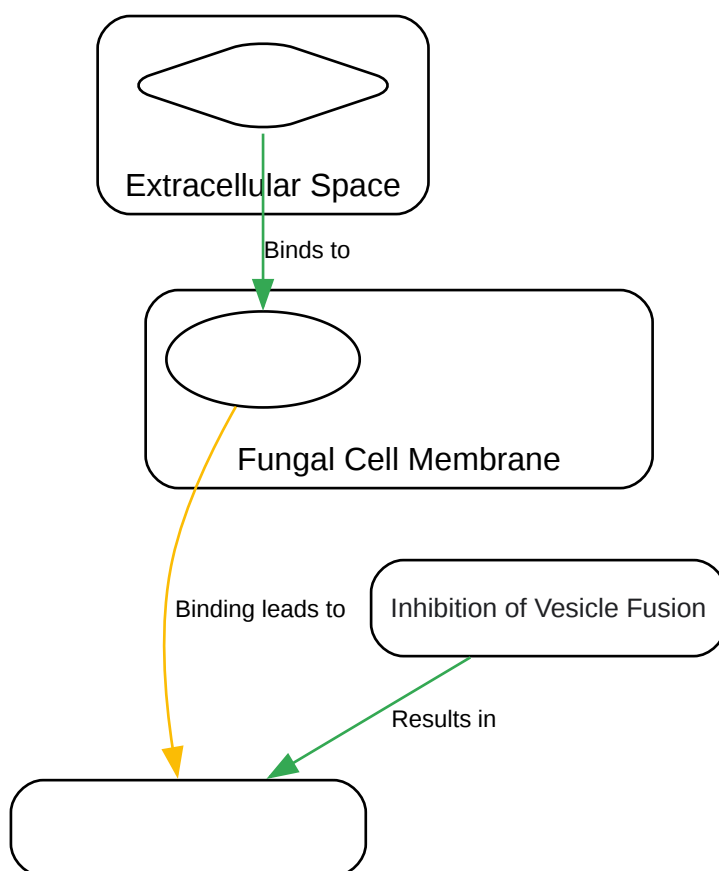 Extracellular Space
Binds to
Fungal Cell Membrane
Binding leads to
Inhibition of Vesicle Fusion
Results in